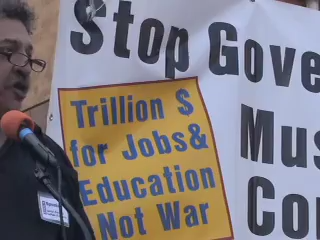 Stop Gove
Mus
Co
Trillion $
for Jobs &
Education
Not War